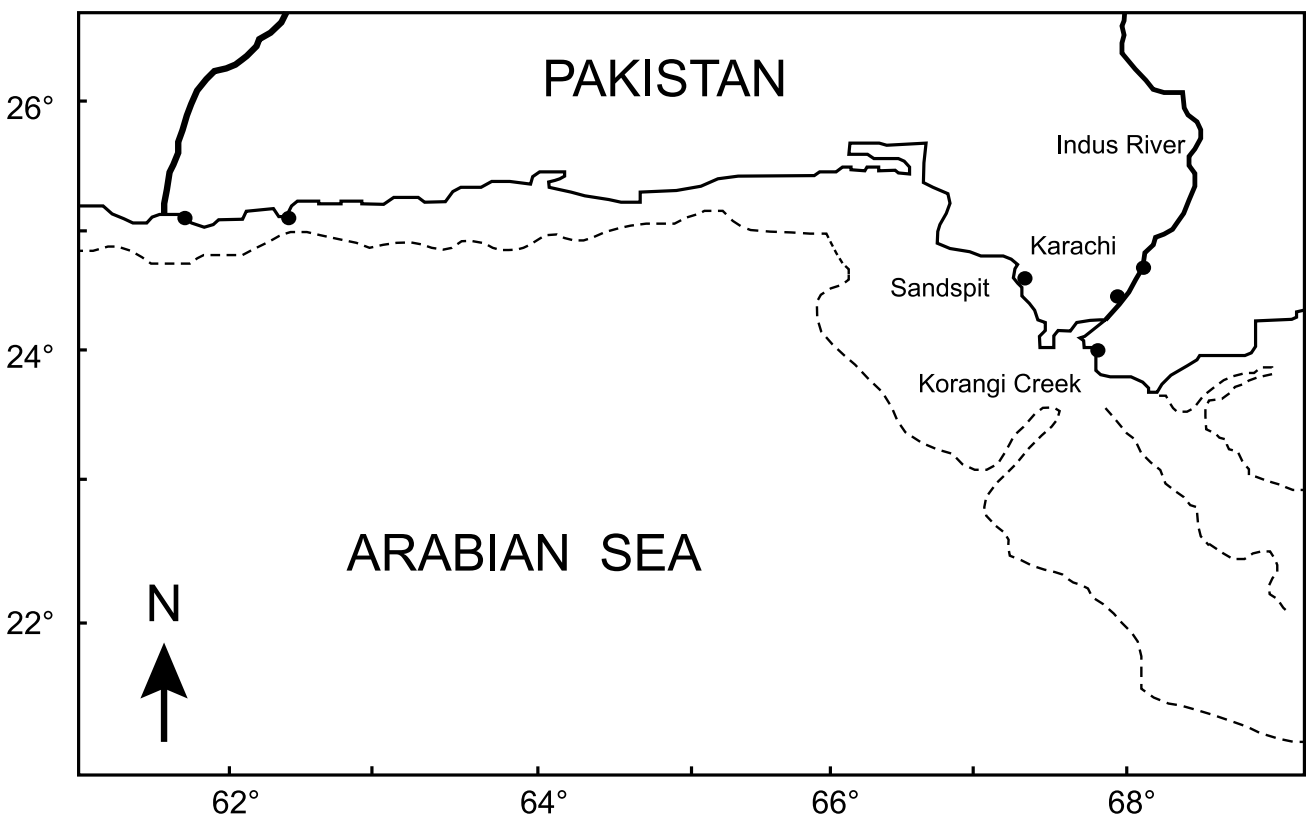 PAKISTAN
26°
Indus River
Karachi
Sandspit
24°
Korangi Creek
ARABIAN SEA
N
22°
62°
64°
66°
68°